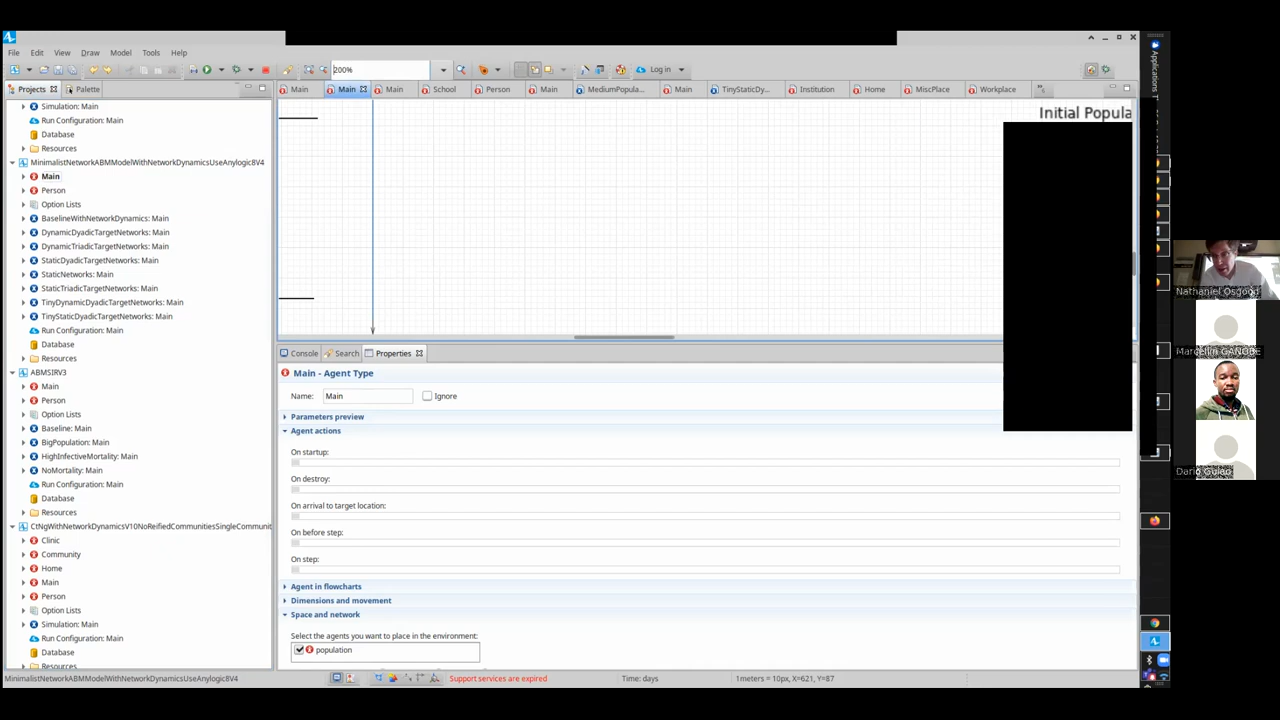 File Edit View Draw Model Tools Help
200%
Log in
Projects Palette
Main Main Main School Person Main MediumPopula... Main TinyStaticDy... Institution Home MiscPlace Workplace
Simulation: Main
Run Configuration: Main
Database
Resources
MinimalistNetworkABMModelWithNetworkDynamicsUseAnylogic8V4
Main
Person
Option Lists
BaselineWithNetworkDynamics: Main
DynamicDyadicTargetNetworks: Main
DynamicTriadicTargetNetworks: Main
StaticDyadicTargetNetworks: Main
StaticNetworks: Main
StaticTriadicTargetNetworks: Main
TinyDynamicDyadicTargetNetworks: Main
TinyStaticDyadicTargetNetworks: Main
Run Configuration: Main
Database
Resources
ABMSIRV3
Main
Person
Option Lists
Baseline: Main
BigPopulation: Main
HighInfectiveMortality: Main
NoMortality: Main
Run Configuration: Main
Database
Resources
CtNgWithNetworkDynamicsV10NoReifiedCommunitiesSingleCommunit
Clinic
Community
Home
Main
Person
Option Lists
Simulation: Main
Run Configuration: Main
Database
Resources
Initial Popula
Console Search Properties
Main - Agent Type
Name: Main Ignore
Parameters preview
Agent actions
On startup:
On destroy:
On arrival to target location:
On before step:
On step:
Agent in flowcharts
Dimensions and movement
Space and network
Select the agents you want to place in the environment:
population
MinimalistNetworkABMModelWithNetworkDynamicsUseAnylogic8V4
Support services are expired
Time: days
1meters = 10px, X=621, Y=87
Applications
Nathaniel Osgood